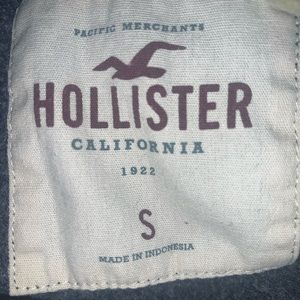 PACIFIC MERCHANTS
HOLLISTER
CALIFORNIA
1922
S
MADE IN INDONESIA